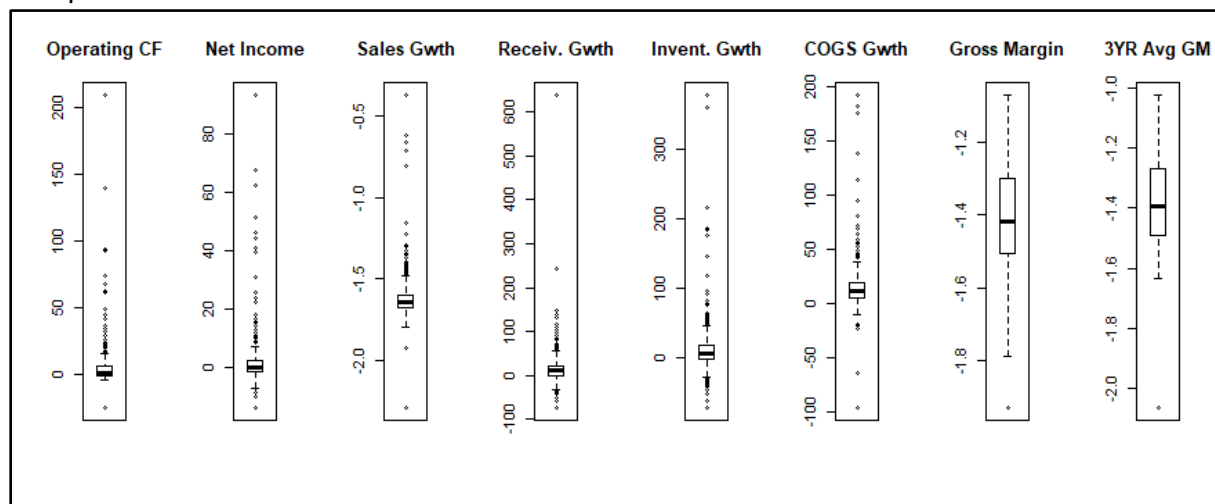 Operating CF Net Income Sales Gwth Receiv. Gwth Invent. Gwth COGS Gwth Gross Margin 3YR Avg GM
0 50 100 150 200
0 20 40 60 80
-2.0 -1.5 -1.0 -0.5
-100 0 100 200 300 400 500 600
0 100 200 300
-100 -50 0 50 100 150 200
-1.8 -1.6 -1.4 -1.2
-2.0 -1.8 -1.6 -1.4 -1.2 -1.0